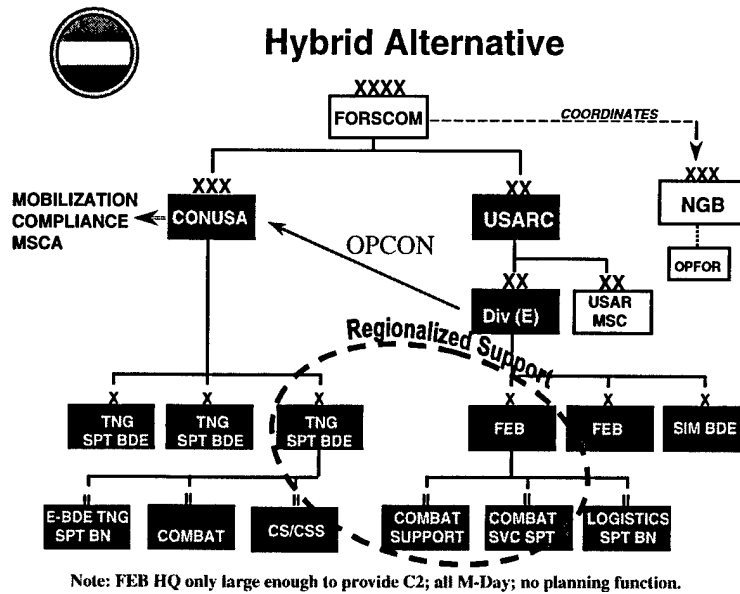 Hybrid Alternative
XXXX
FORSCOM
COORDINATES
XXX
CONUSA
XX
USARC
XXX
NGB
OPFOR
MOBILIZATION
COMPLIANCE
MSCA
OPCON
XX
Div (E)
XX
USAR
MSC
Regionalized Support
X
TNG
SPT BDE
X
TNG
SPT BDE
X
TNG
SPT BDE
X
FEB
X
FEB
X
SIM BDE
II
E-BDE TNG
SPT BN
II
COMBAT
II
CS/CSS
II
COMBAT
SUPPORT
II
COMBAT
SVC SPT
II
LOGISTICS
SPT BN
Note: FEB HQ only large enough to provide C2; all M-Day; no planning function.